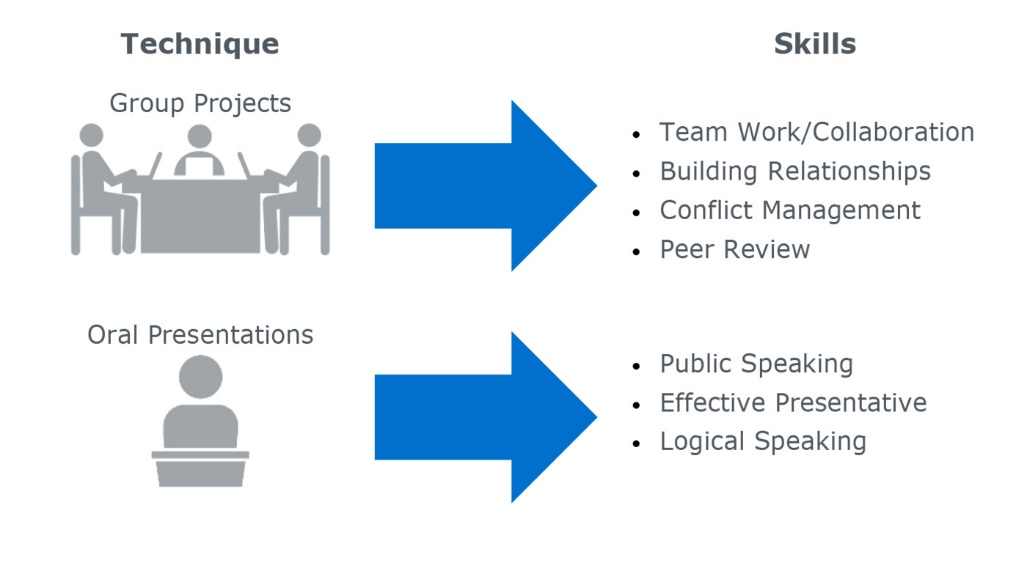 Technique
Skills
Group Projects
• Team Work/Collaboration
• Building Relationships
• Conflict Management
• Peer Review
Oral Presentations
• Public Speaking
• Effective Presentative
• Logical Speaking